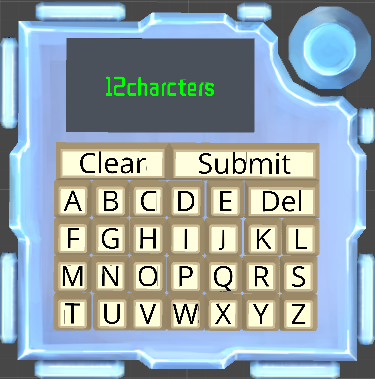 12charcters
Clear Submit
A B C D E Del
F G H I J K L
M N O P Q R S
T U V W X Y Z